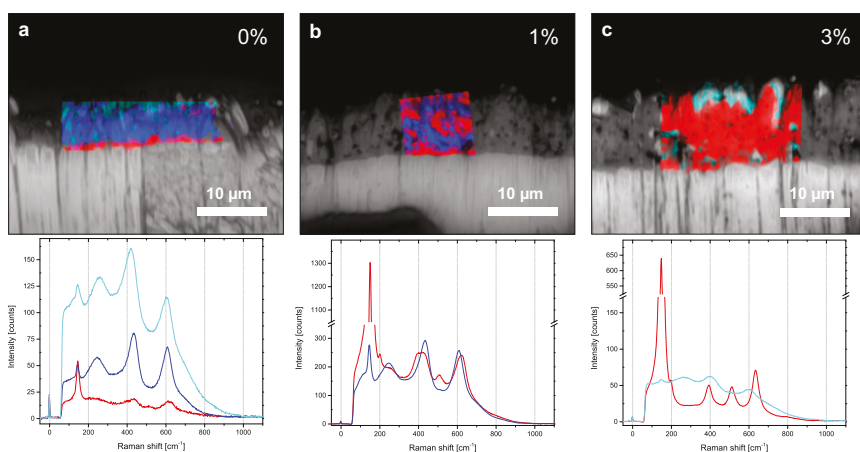 a 0%
10 µm
b 1%
10 µm
c 3%
10 µm
150
125
100
75
50
25
0
Intensity [counts]
0 200 400 600 800 1000
Raman shift [cm⁻¹]
1300
1200
1100
300
200
100
0
Intensity [counts]
0 200 400 600 800 1000
Raman shift [cm⁻¹]
650
600
550
100
50
0
Intensity [counts]
0 200 400 600 800 1000
Raman shift [cm⁻¹]